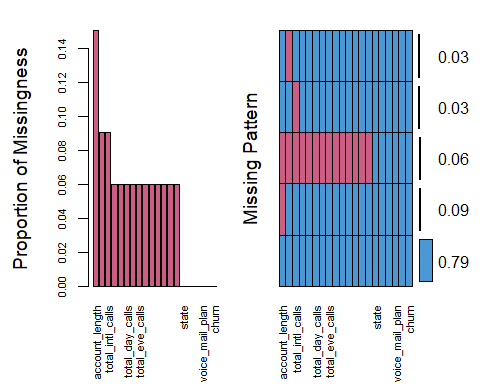 Proportion of Missingness
0.14
0.12
0.10
0.08
0.06
0.04
0.02
0.00
account_length
total_intl_calls
total_day_calls
total_eve_calls
state
voice_mail_plan
churn
Missing Pattern
account_length
total_intl_calls
total_day_calls
total_eve_calls
state
voice_mail_plan
churn
0.03
0.03
0.06
0.09
0.79